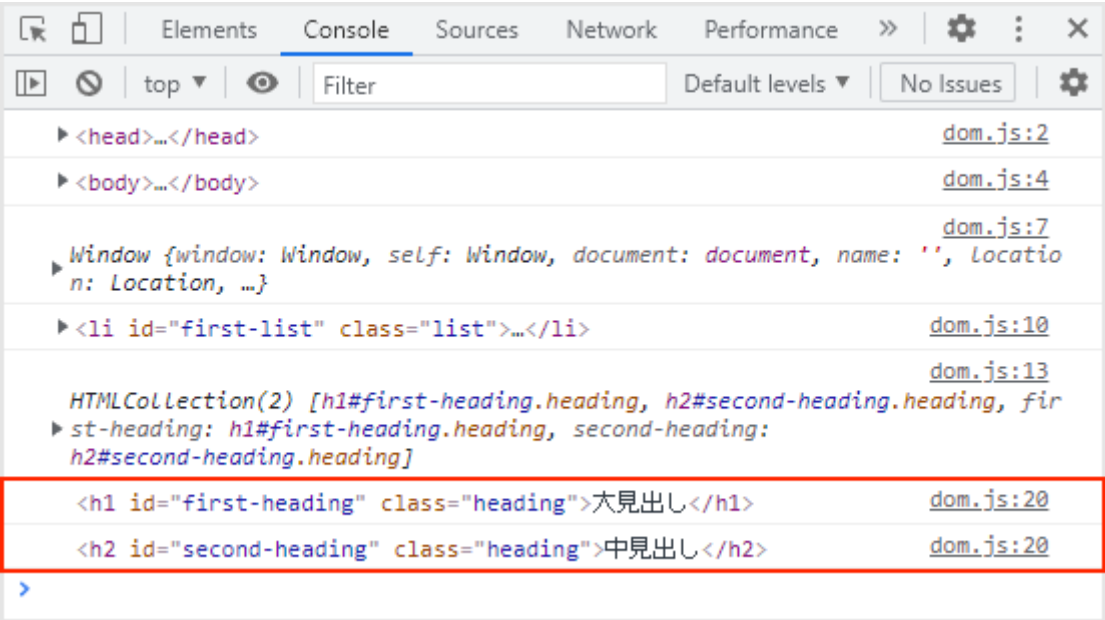 Elements Console Sources Network Performance »
top ▼ Filter Default levels ▼ No Issues
▶ <head>…</head> dom.js:2
▶ <body>…</body> dom.js:4
dom.js:7
Window {window: Window, self: Window, document: document, name: '', locatio
▶ n: Location, …}
▶ <li id="first-list" class="list">…</li> dom.js:10
dom.js:13
HTMLCollection(2) [h1#first-heading.heading, h2#second-heading.heading, fir
▶ st-heading: h1#first-heading.heading, second-heading:
h2#second-heading.heading]
<h1 id="first-heading" class="heading">大見出し</h1> dom.js:20
<h2 id="second-heading" class="heading">中見出し</h2> dom.js:20
>